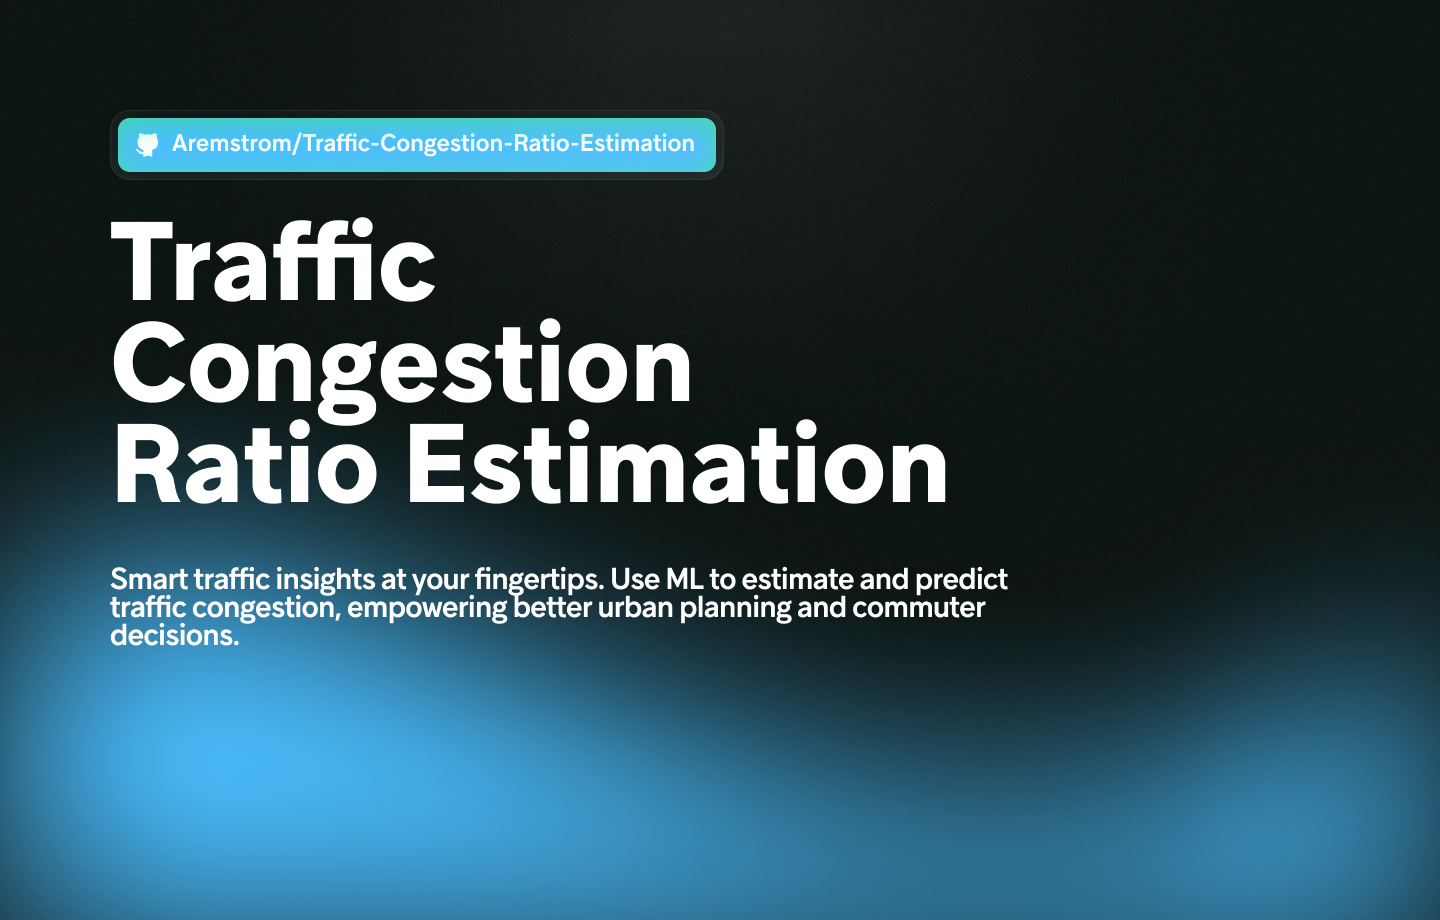 Aremstrom/Traffic-Congestion-Ratio-Estimation
Traffic
Congestion
Ratio Estimation
Smart traffic insights at your fingertips. Use ML to estimate and predict
traffic congestion, empowering better urban planning and commuter
decisions.